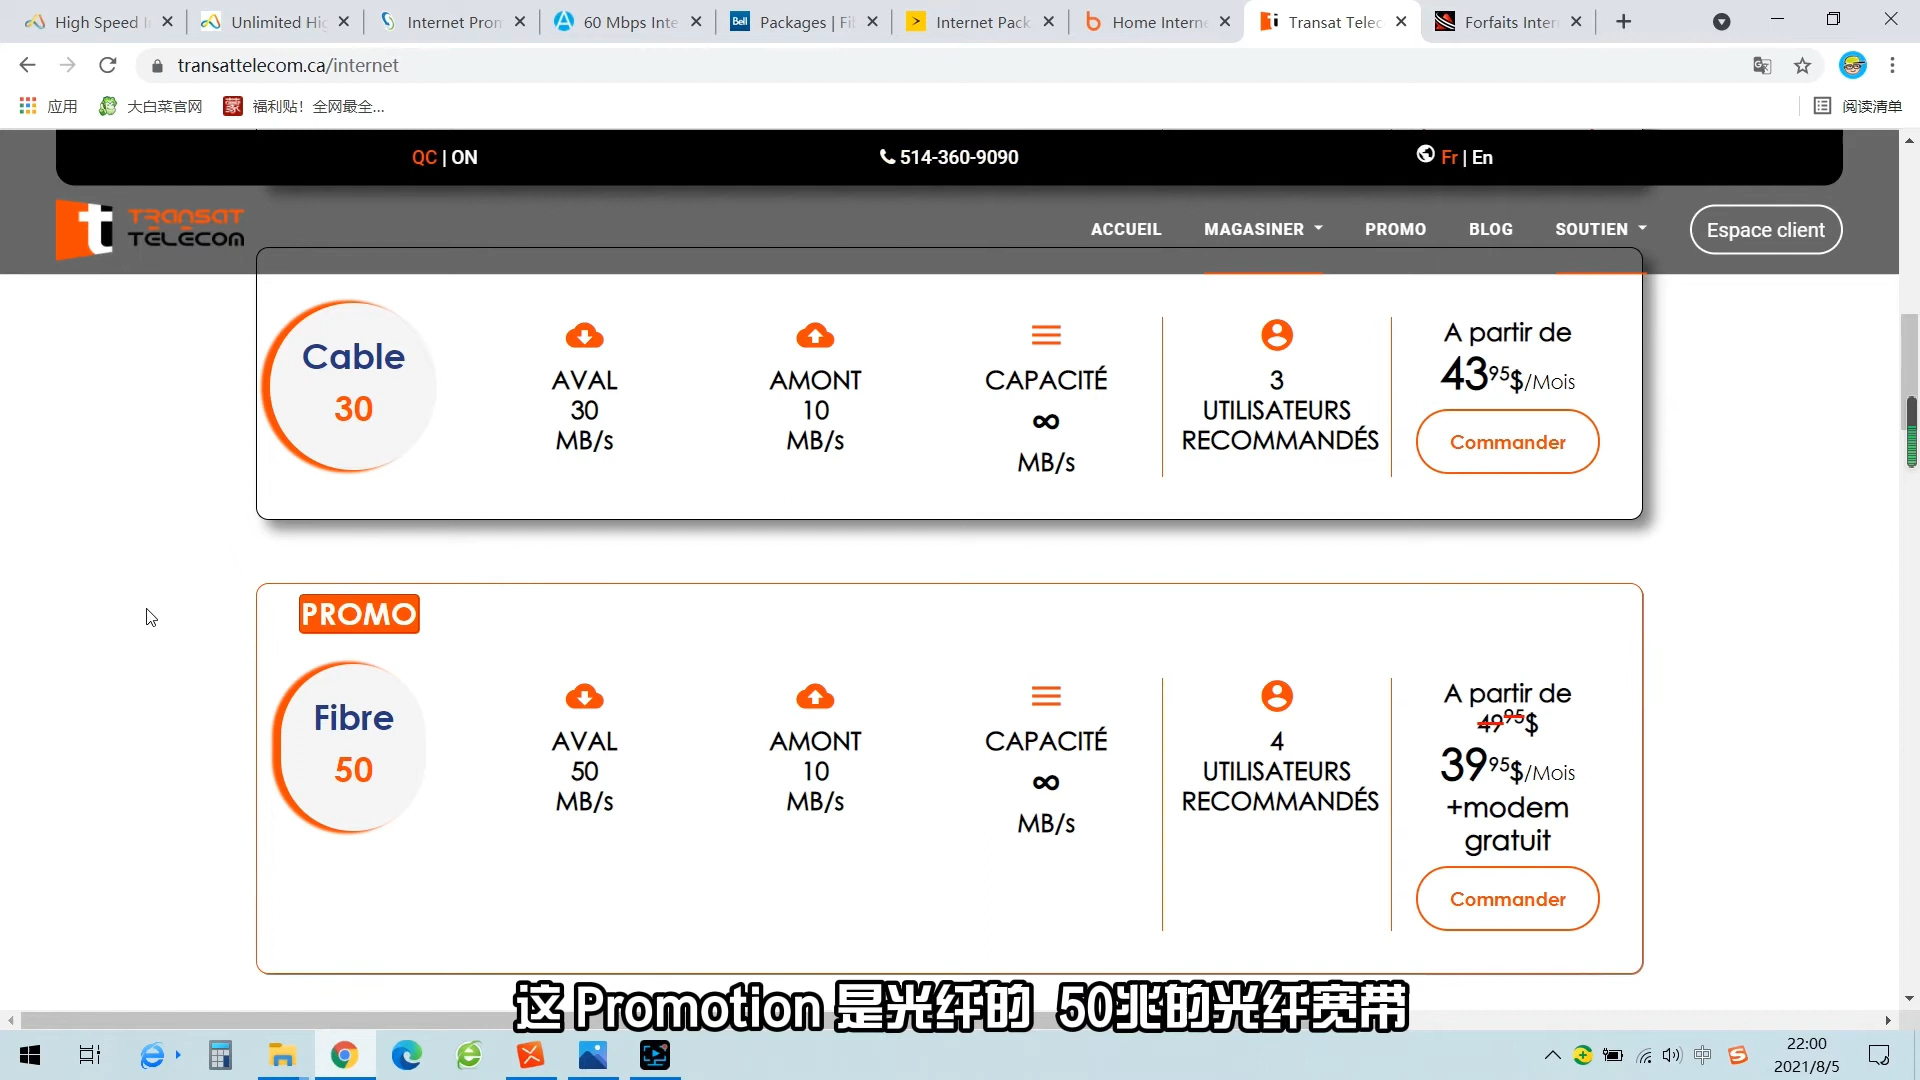 High Speed I
Unlimited Hig
Internet Pron
60 Mbps Inte
Packages | Fib
Internet Pack
Home Interne
Transat Telec
Forfaits Inter
transattelecom.ca/internet
应用
大白菜官网
福利贴！全网最全...
阅读清单
QC | ON
514-360-9090
Fr | En
TRANSAT
TELECOM
ACCUEIL
MAGASINER
PROMO
BLOG
SOUTIEN
Espace client
Cable
30
AVAL
30
MB/s
AMONT
10
MB/s
CAPACITÉ
∞
MB/s
3
UTILISATEURS
RECOMMANDÉS
A partir de
43⁹⁵$/Mois
Commander
PROMO
Fibre
50
AVAL
50
MB/s
AMONT
10
MB/s
CAPACITÉ
∞
MB/s
4
UTILISATEURS
RECOMMANDÉS
A partir de
49⁹⁵$
39⁹⁵$/Mois
+modem
gratuit
Commander
这 Promotion 是光纤的 50兆的光纤宽带
中
22:00
2021/8/5